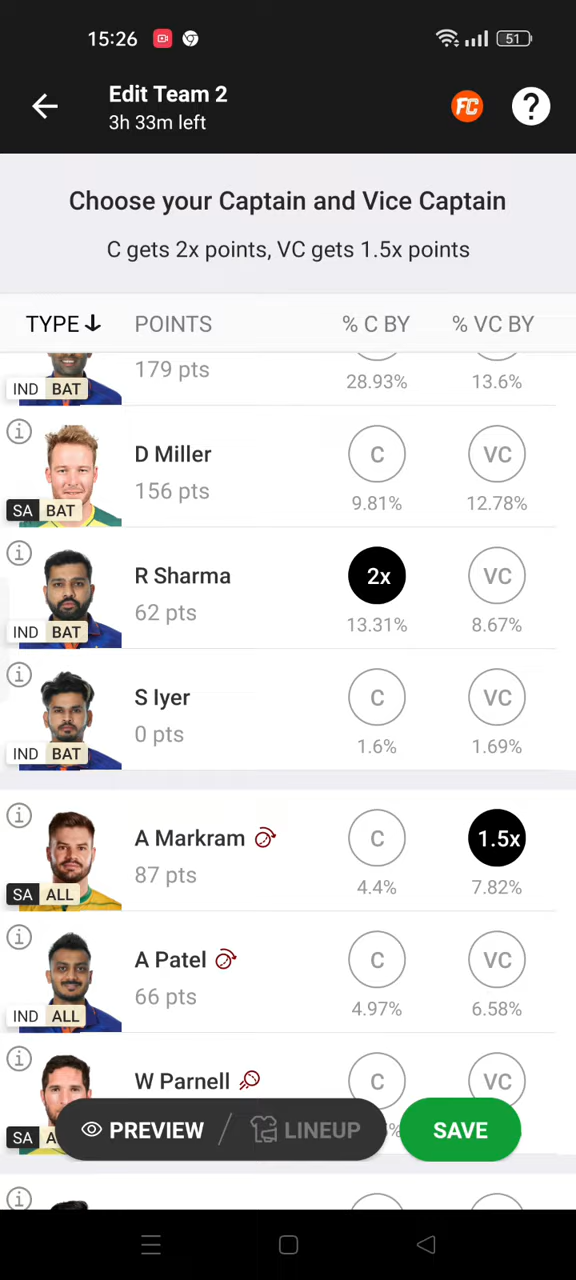 15:26
51
Edit Team 2
3h 33m left
FC
?
Choose your Captain and Vice Captain
C gets 2x points, VC gets 1.5x points
TYPE POINTS % C BY % VC BY
179 pts
IND BAT 28.93% 13.6%
D Miller C VC
156 pts
SA BAT 9.81% 12.78%
R Sharma 2x VC
62 pts
IND BAT 13.31% 8.67%
S Iyer C VC
0 pts
IND BAT 1.6% 1.69%
A Markram C 1.5x
87 pts
SA ALL 4.4% 7.82%
A Patel C VC
66 pts
IND ALL 4.97% 6.58%
W Parnell C VC
SA
PREVIEW / LINEUP SAVE